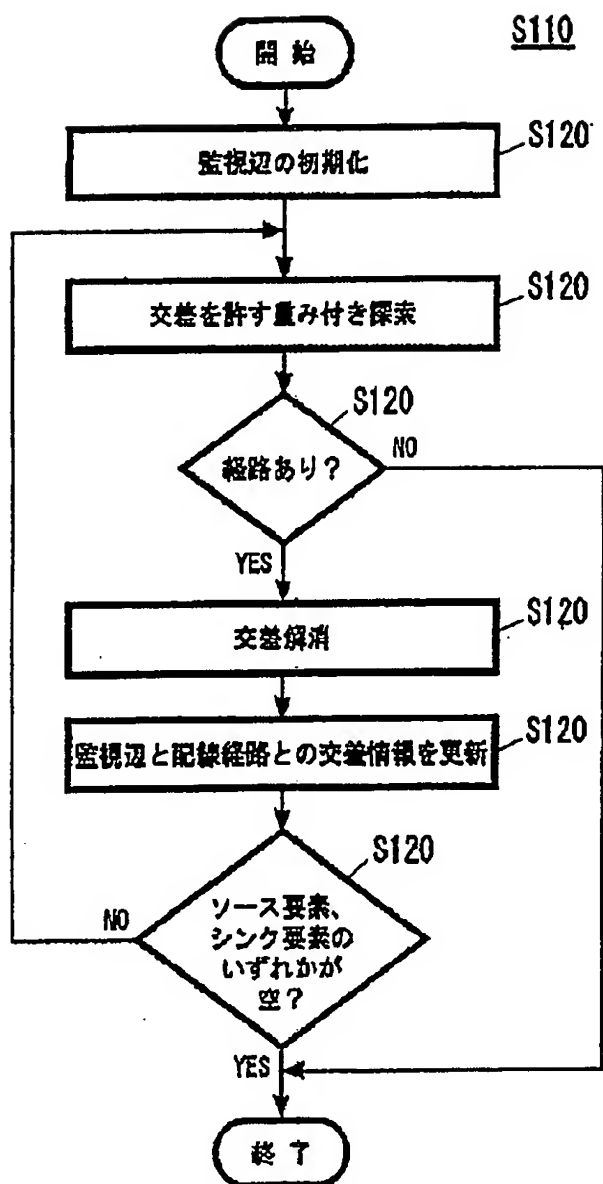 S110
開始
S120
監視辺の初期化
S120
交差を許す重み付き探索
S120
経路あり?
NO
YES
S120
交差解消
S120
監視辺と配線経路との交差情報を更新
S120
ソース要素、
シンク要素の
いずれかが
空?
NO
YES
終了